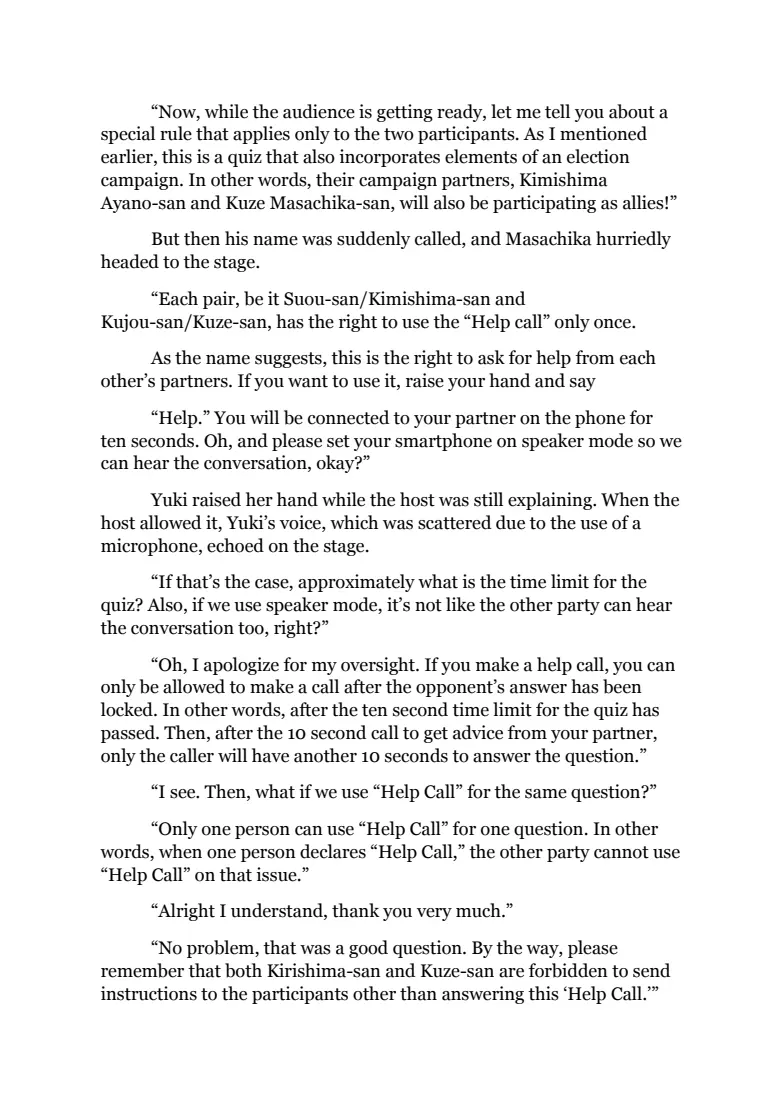 “Now, while the audience is getting ready, let me tell you about a
special rule that applies only to the two participants. As I mentioned
earlier, this is a quiz that also incorporates elements of an election
campaign. In other words, their campaign partners, Kimishima
Ayano-san and Kuze Masachika-san, will also be participating as allies!”
But then his name was suddenly called, and Masachika hurriedly
headed to the stage.
“Each pair, be it Suou-san/Kimishima-san and
Kujou-san/Kuze-san, has the right to use the “Help call” only once.
As the name suggests, this is the right to ask for help from each
other’s partners. If you want to use it, raise your hand and say
“Help.” You will be connected to your partner on the phone for
ten seconds. Oh, and please set your smartphone on speaker mode so we
can hear the conversation, okay?”
Yuki raised her hand while the host was still explaining. When the
host allowed it, Yuki’s voice, which was scattered due to the use of a
microphone, echoed on the stage.
“If that’s the case, approximately what is the time limit for the
quiz? Also, if we use speaker mode, it’s not like the other party can hear
the conversation too, right?”
“Oh, I apologize for my oversight. If you make a help call, you can
only be allowed to make a call after the opponent’s answer has been
locked. In other words, after the ten second time limit for the quiz has
passed. Then, after the 10 second call to get advice from your partner,
only the caller will have another 10 seconds to answer the question.”
“I see. Then, what if we use “Help Call” for the same question?”
“Only one person can use “Help Call” for one question. In other
words, when one person declares “Help Call,” the other party cannot use
“Help Call” on that issue.”
“Alright I understand, thank you very much.”
“No problem, that was a good question. By the way, please
remember that both Kirishima-san and Kuze-san are forbidden to send
instructions to the participants other than answering this ‘Help Call.’”